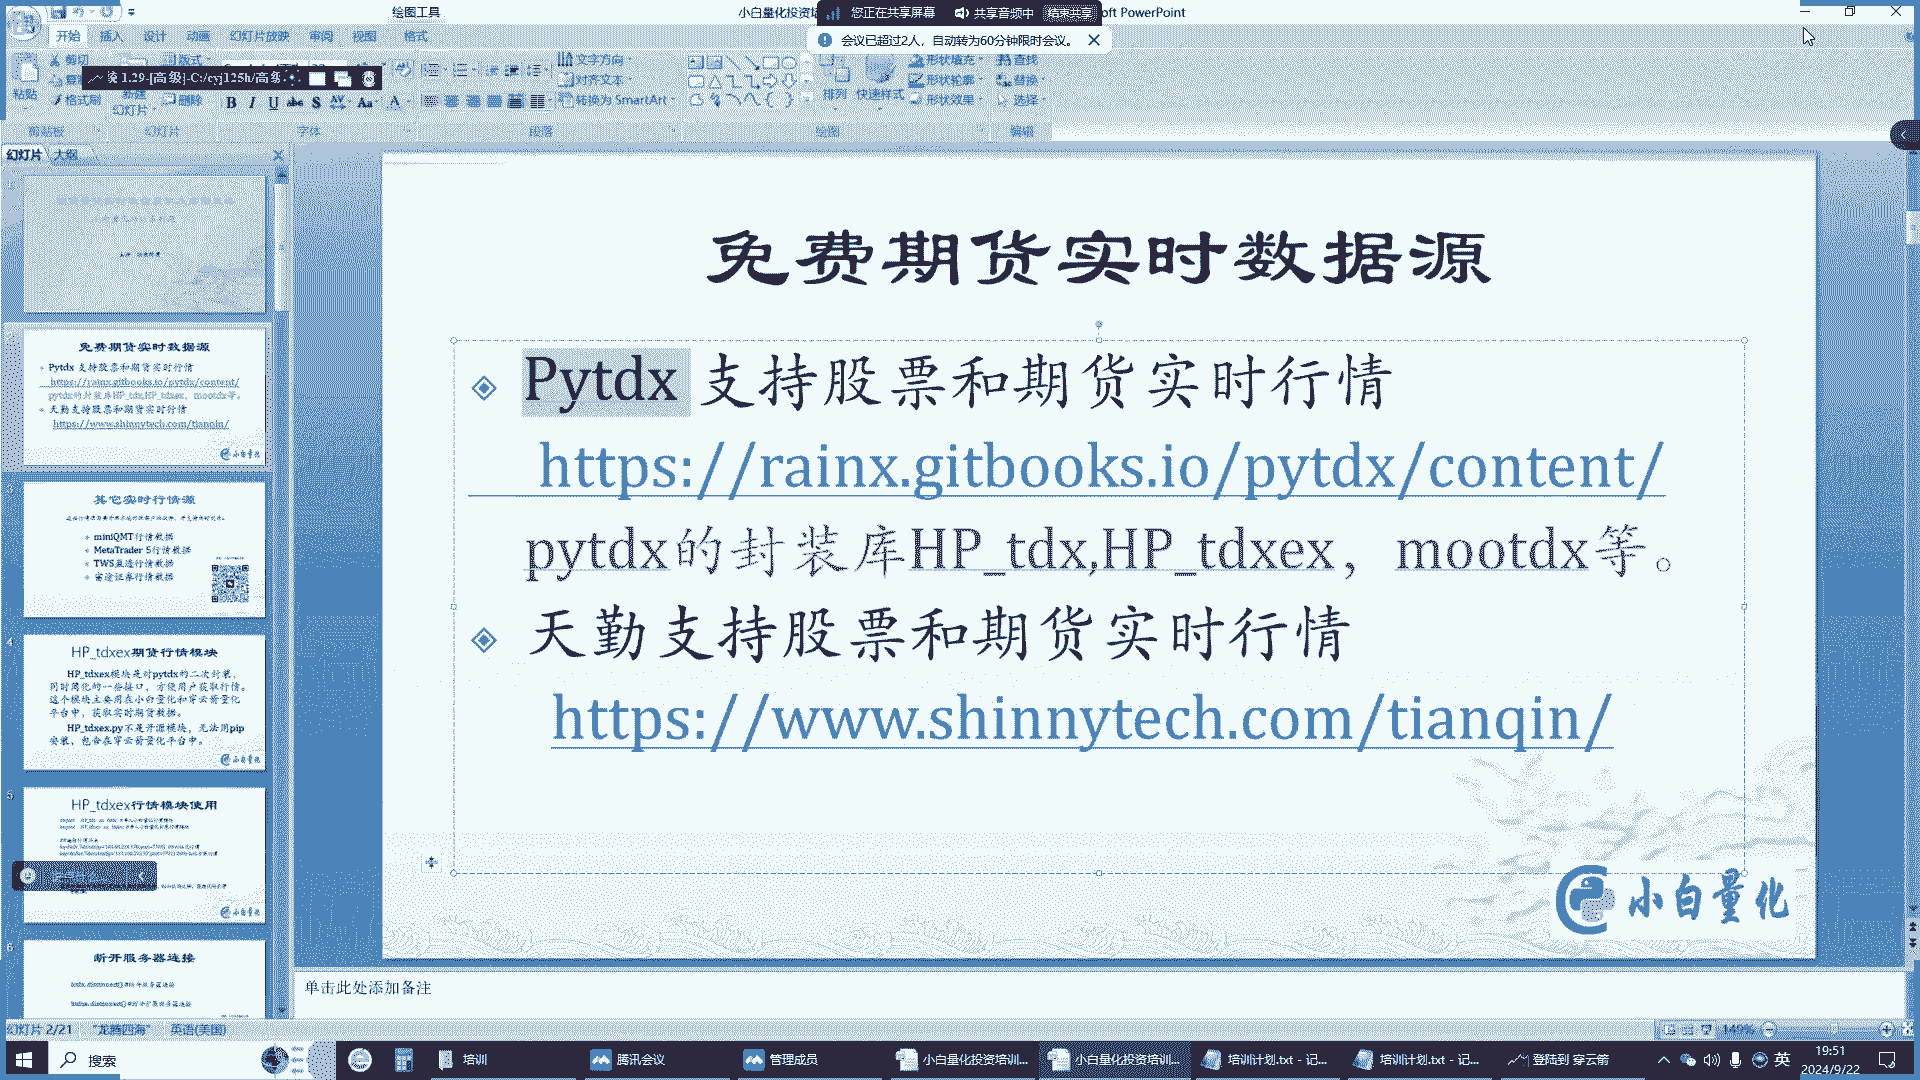 绘图工具
小白量化投资培
您正在共享屏幕
共享音频中
结束共享
oft PowerPoint
会议已超过2人，自动转为60分钟限时会议。
开始
插入
设计
动画
幻灯片放映
审阅
视图
格式
剪切
格式刷
粘贴
1.29-[高级]-C:/cyj125h/高级
版式
删除
新建
幻灯片
文字方向
对齐文本
转换为 SmartArt
排列
快速样式
形状填充
形状轮廓
形状效果
查找
替换
选择
剪贴板
幻灯片
字体
段落
绘图
编辑
幻灯片
大纲
免费期货实时数据源
Pytdx 支持股票和期货实时行情
https://rainx.gitbooks.io/pytdx/content/
pytdx的封装库HP_tdx,HP_tdxex，mootdx等。
天勤支持股票和期货实时行情
https://www.shinnytech.com/tianqin/
小白量化
3
其它实时行情源
miniQMT行情数据
MetaTrader 5行情数据
TWS盈透行情数据
富途证券行情数据
4
HP_tdxex期货行情模块
HP_tdxex模块是对pytdx的二次封装，
同时简化的一些接口，方便用户获取行情。
这个模块主要用在小白量化和穿云箭量化
平台中，获取实时期货数据。
HP_tdxex.py不是开源模块，无法用pip
安装，包含在穿云箭量化平台中。
小白量化
5
HP_tdxex行情模块使用
小白量化
6
断开服务器连接
免费期货实时数据源
Pytdx 支持股票和期货实时行情
https://rainx.gitbooks.io/pytdx/content/
pytdx的封装库HP_tdx,HP_tdxex，mootdx等。
天勤支持股票和期货实时行情
https://www.shinnytech.com/tianqin/
小白量化
单击此处添加备注
幻灯片 2/21
"龙腾四海"
英语(美国)
149%
搜索
培训
腾讯会议
管理成员
小白量化投资培训...
小白量化投资培训...
培训计划.txt - 记...
培训计划.txt - 记...
登陆到 穿云箭
英
19:51
2024/9/22